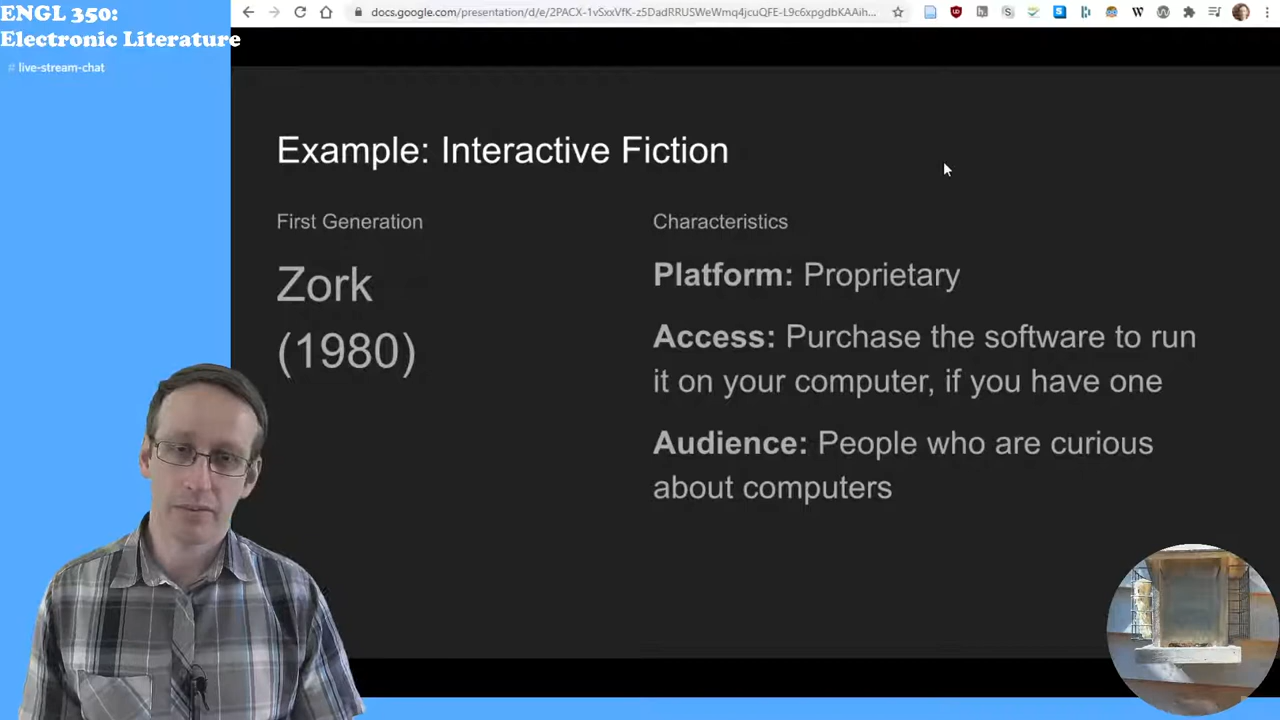 ENGL 350:
Electronic Literature
# live-stream-chat
docs.google.com/presentation/d/e/2PACX-1vSxxVfK-z5DadRRUSWeWmq4jcuQFE-L9c6xpgdbKAAih...
Example: Interactive Fiction
First Generation
Zork
(1980)
Characteristics
Platform: Proprietary
Access: Purchase the software to run
it on your computer, if you have one
Audience: People who are curious
about computers